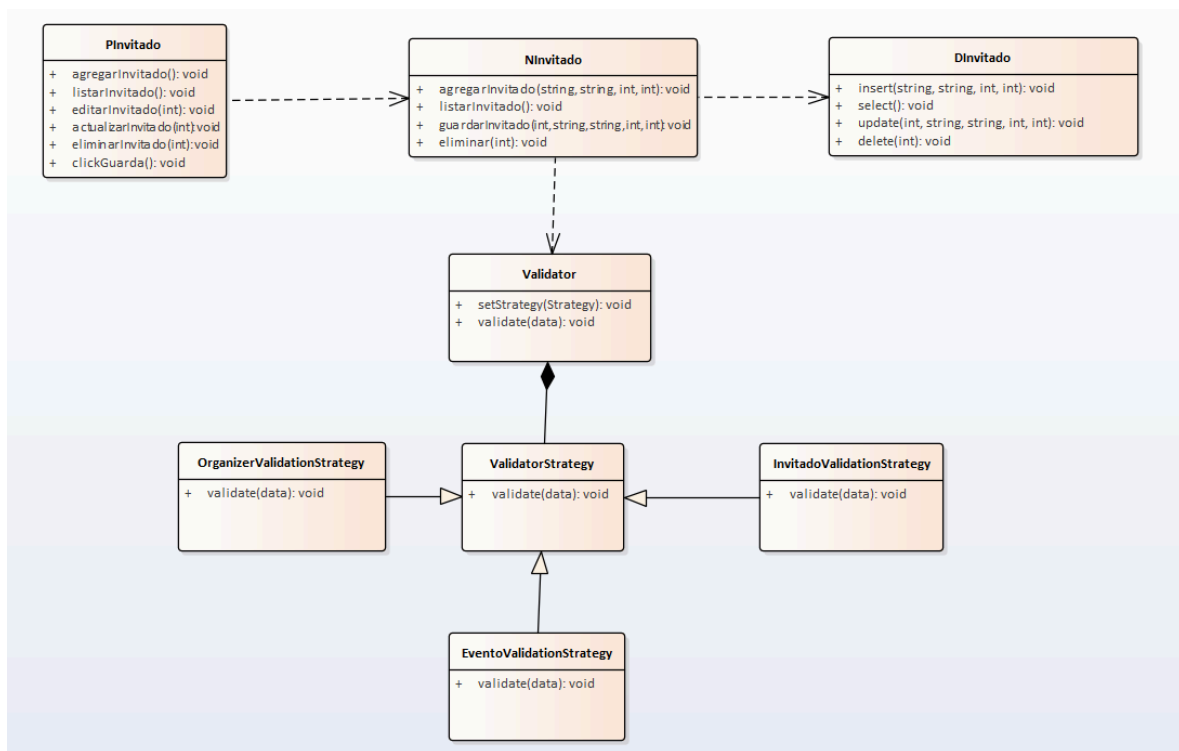 PInvitado
+ agregarInvitado(): void
+ listarInvitado(): void
+ editarInvitado(int): void
+ actualizarInvitado(int):void
+ eliminarInvitado(int):void
+ clickGuarda(): void
NInvitado
+ agregarInvitado(string, string, int, int): void
+ listarInvitado(): void
+ guardarInvitado(int,string,string,int,int):void
+ eliminar(int): void
DInvitado
+ insert(string, string, int, int): void
+ select(): void
+ update(int, string, string, int, int): void
+ delete(int): void
Validator
+ setStrategy(Strategy): void
+ validate(data): void
OrganizerValidationStrategy
+ validate(data): void
ValidatorStrategy
+ validate(data): void
InvitadoValidationStrategy
+ validate(data): void
EventoValidationStrategy
+ validate(data): void